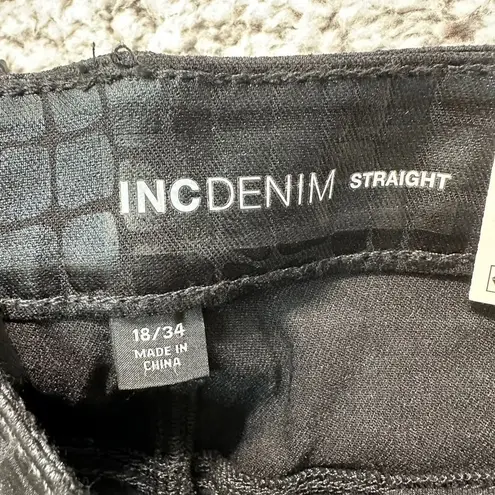 INCDENIM STRAIGHT
18/34
MADE IN
CHINA